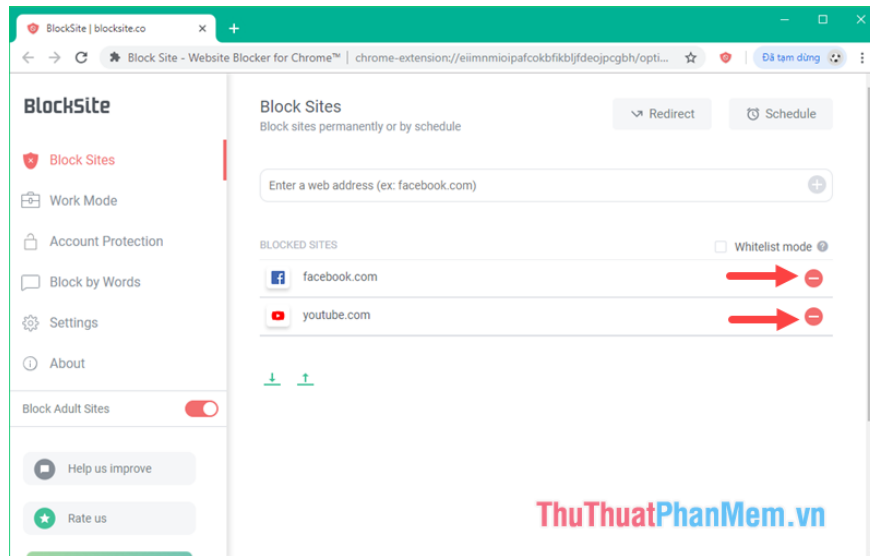 BlockSite | blocksite.co
Block Site - Website Blocker for Chrome™ | chrome-extension://eiimnmioipafcokbfikbljfdeojpcgbh/opti...
Đã tạm dừng
BlockSite
Block Sites
Work Mode
Account Protection
Block by Words
Settings
About
Block Adult Sites
Help us improve
Rate us
Block Sites
Block sites permanently or by schedule
Redirect
Schedule
Enter a web address (ex: facebook.com)
BLOCKED SITES
Whitelist mode
facebook.com
youtube.com
ThuThuatPhanMem.vn